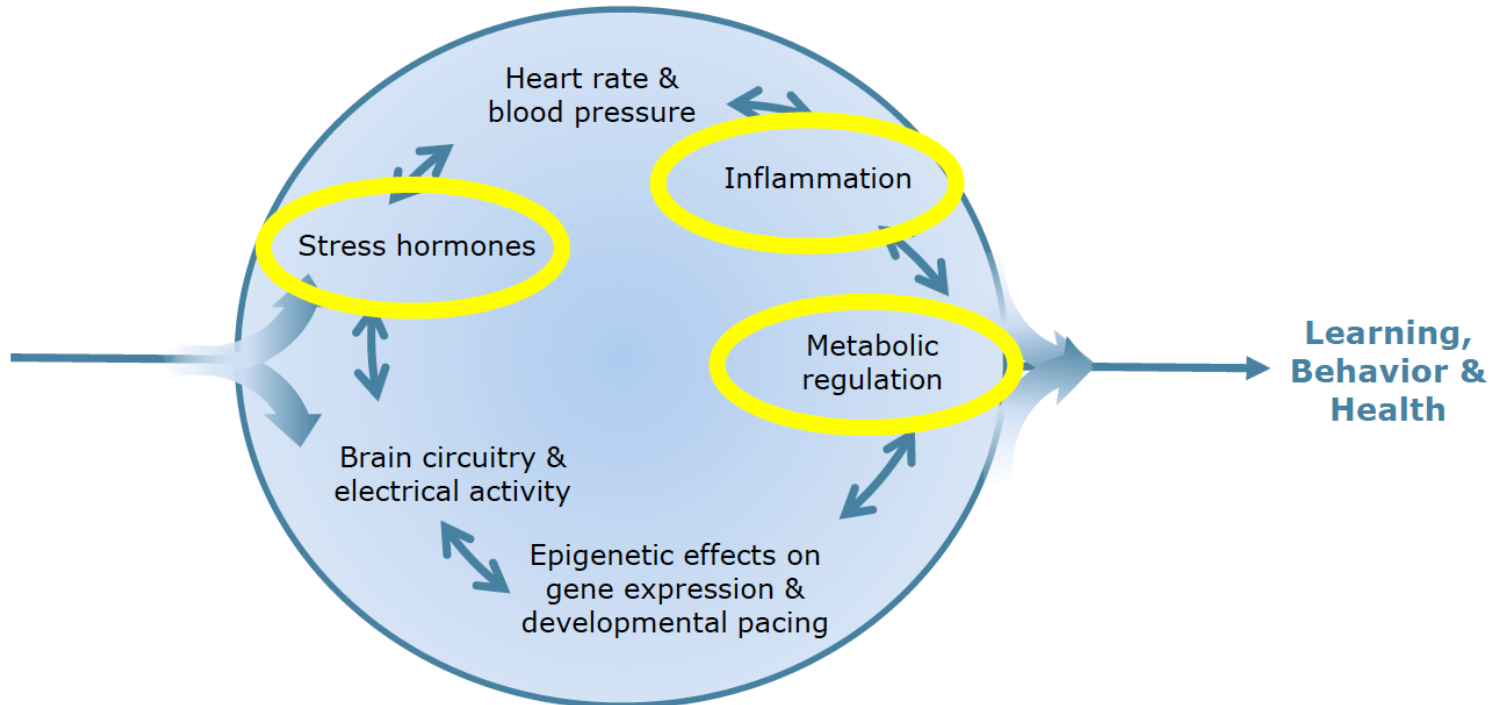 Heart rate &
blood pressure
Inflammation
Stress hormones
Metabolic
regulation
Learning,
Behavior &
Health
Brain circuitry &
electrical activity
Epigenetic effects on
gene expression &
developmental pacing